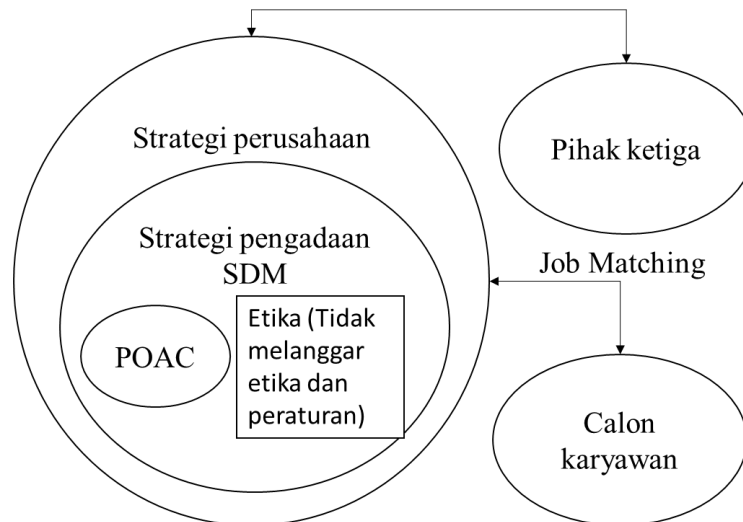 Strategi perusahaan
Pihak ketiga
Strategi pengadaan
SDM
Job Matching
POAC
Etika (Tidak
melanggar
etika dan
peraturan)
Calon
karyawan